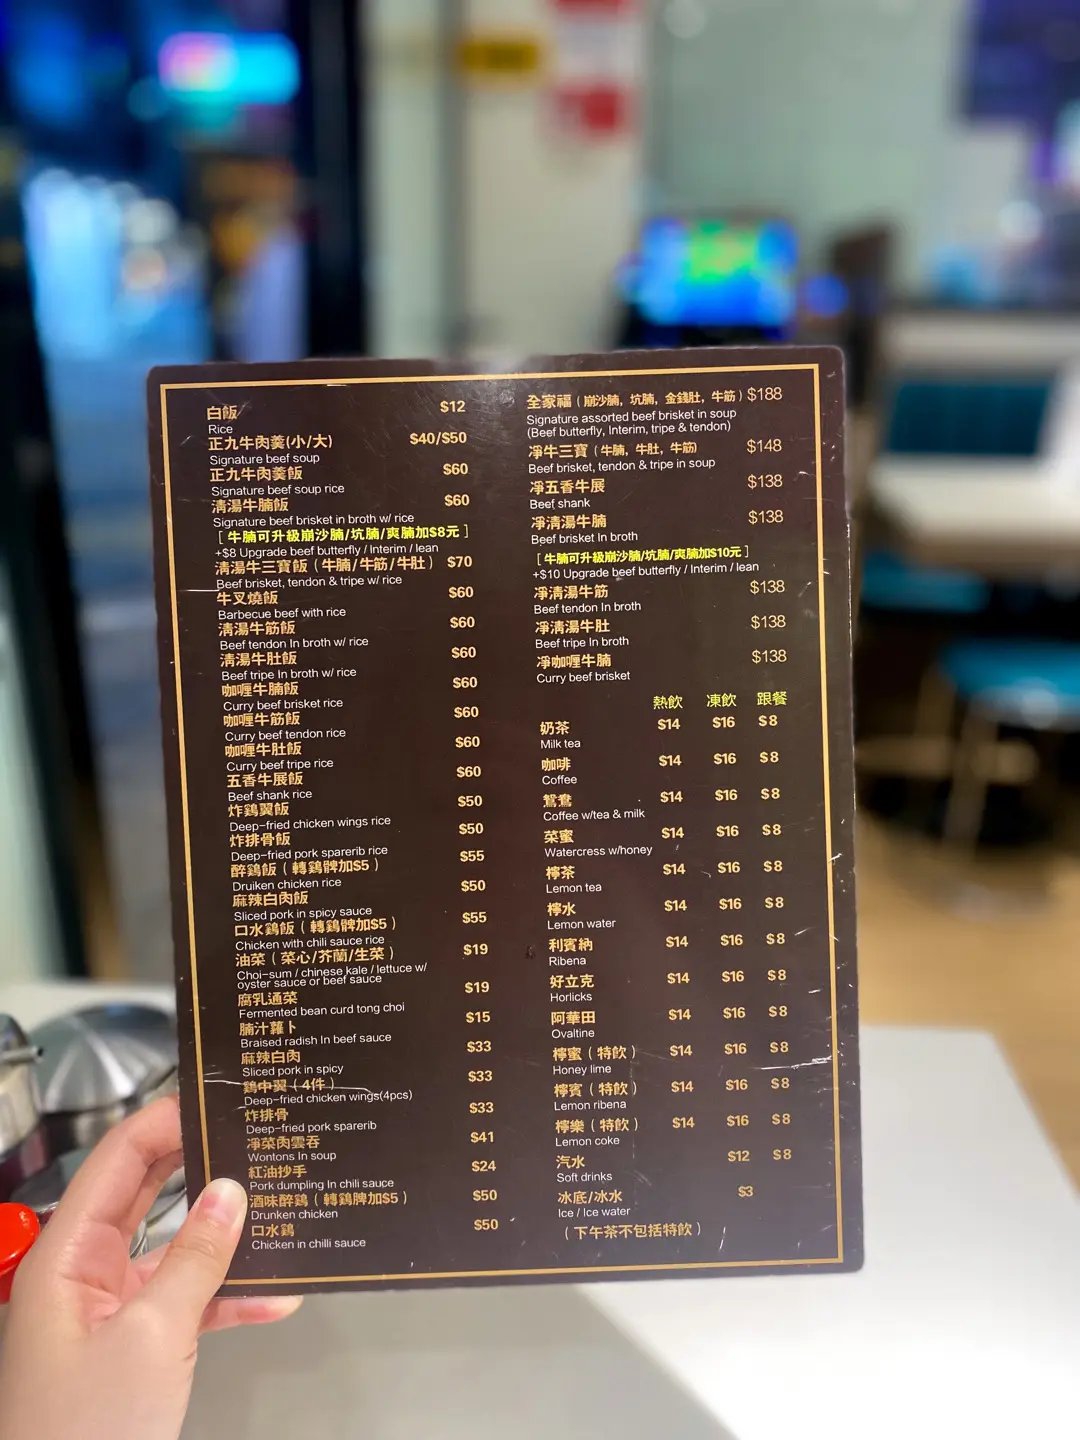 白飯 $12
Rice
正九牛肉羹(小/大) $40/$50
Signature beef soup
正九牛肉羹飯 $60
Signature beef soup rice
清湯牛腩飯 $60
Signature beef brisket in broth w/ rice
[ 牛腩可升級崩沙腩/坑腩/爽腩加$8元 ]
+$8 Upgrade beef butterfly / Interim / lean
清湯牛三寶飯 ( 牛腩/牛筋/牛肚 ) $70
Beef brisket, tendon & tripe w/ rice
牛叉燒飯 $60
Barbecue beef with rice
清湯牛筋飯 $60
Beef tendon In broth w/ rice
清湯牛肚飯 $60
Beef tripe In broth w/ rice
咖喱牛腩飯 $60
Curry beef brisket rice
咖喱牛筋飯 $60
Curry beef tendon rice
咖喱牛肚飯 $60
Curry beef tripe rice
五香牛展飯 $60
Beef shank rice
炸鷄翼飯 $50
Deep-fried chicken wings rice
炸排骨飯 $50
Deep-fried pork sparerib rice
醉鷄飯 ( 轉鷄髀加$5 ) $55
Druiken chicken rice
麻辣白肉飯 $50
Sliced pork in spicy sauce
口水鷄飯 ( 轉鷄髀加$5 ) $55
Chicken with chili sauce rice
油菜 ( 菜心/芥蘭/生菜 ) $19
Choi-sum / chinese kale / lettuce w/
oyster sauce or beef sauce
腐乳通菜 $19
Fermented bean curd tong choi
腩汁蘿卜 $15
Braised radish In beef sauce
麻辣白肉 $33
Sliced pork in spicy
鷄中翼 ( 4件 ) $33
Deep-fried chicken wings(4pcs)
炸排骨 $33
Deep-fried pork sparerib
淨菜肉雲吞 $41
Wontons In soup
紅油抄手 $24
Pork dumpling In chili sauce
酒味醉鷄 ( 轉鷄髀加$5 ) $50
Drunken chicken
口水鷄 $50
Chicken in chilli sauce
全家福 ( 崩沙腩, 坑腩, 金錢肚, 牛筋 ) $188
Signature assorted beef brisket in soup
(Beef butterfly, Interim, tripe & tendon)
淨牛三寶 ( 牛腩, 牛肚, 牛筋) $148
Beef brisket, tendon & tripe in soup
淨五香牛展 $138
Beef shank
淨清湯牛腩 $138
Beef brisket In broth
[ 牛腩可升級崩沙腩/坑腩/爽腩加$10元 ]
+$10 Upgrade beef butterfly / Interim / lean
淨清湯牛筋 $138
Beef tendon In broth
淨清湯牛肚 $138
Beef tripe In broth
淨咖喱牛腩 $138
Curry beef brisket
熱飲 凍飲 跟餐
奶茶 $14 $16 $8
Milk tea
咖啡 $14 $16 $8
Coffee
鴛鴦 $14 $16 $8
Coffee w/tea & milk
菜蜜 $14 $16 $8
Watercress w/honey
檸茶 $14 $16 $8
Lemon tea
檸水 $14 $16 $8
Lemon water
利賓納 $14 $16 $8
Ribena
好立克 $14 $16 $8
Horlicks
阿華田 $14 $16 $8
Ovaltine
檸蜜 ( 特飲 ) $14 $16 $8
Honey lime
檸賓 ( 特飲 ) $14 $16 $8
Lemon ribena
檸樂 ( 特飲 ) $14 $16 $8
Lemon coke
汽水 $12 $8
Soft drinks
冰底/冰水 $3
Ice / Ice water
( 下午茶不包括特飲 )